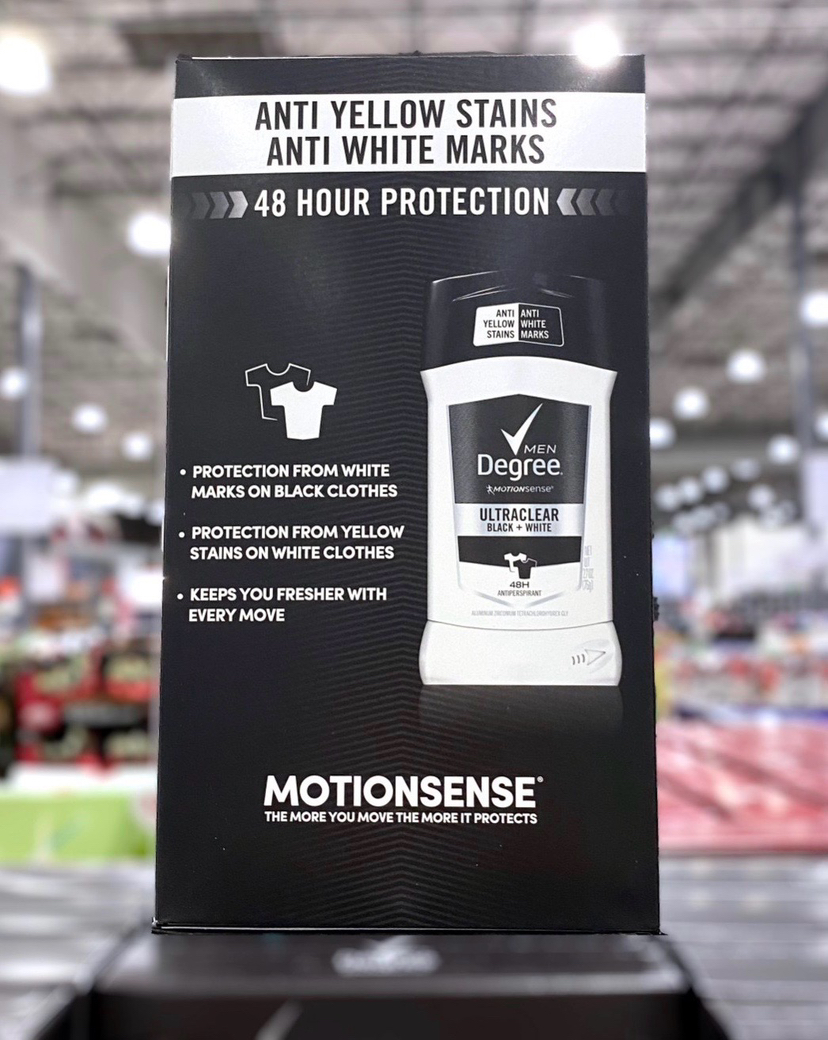 ANTI YELLOW STAINS
ANTI WHITE MARKS
48 HOUR PROTECTION
ANTI YELLOW STAINS
ANTI WHITE MARKS
MEN
Degree®
MOTIONSENSE®
ULTRACLEAR
BLACK + WHITE
48H
ANTIPERSPIRANT
• PROTECTION FROM WHITE
MARKS ON BLACK CLOTHES
• PROTECTION FROM YELLOW
STAINS ON WHITE CLOTHES
• KEEPS YOU FRESHER WITH
EVERY MOVE
MOTIONSENSE®
THE MORE YOU MOVE THE MORE IT PROTECTS